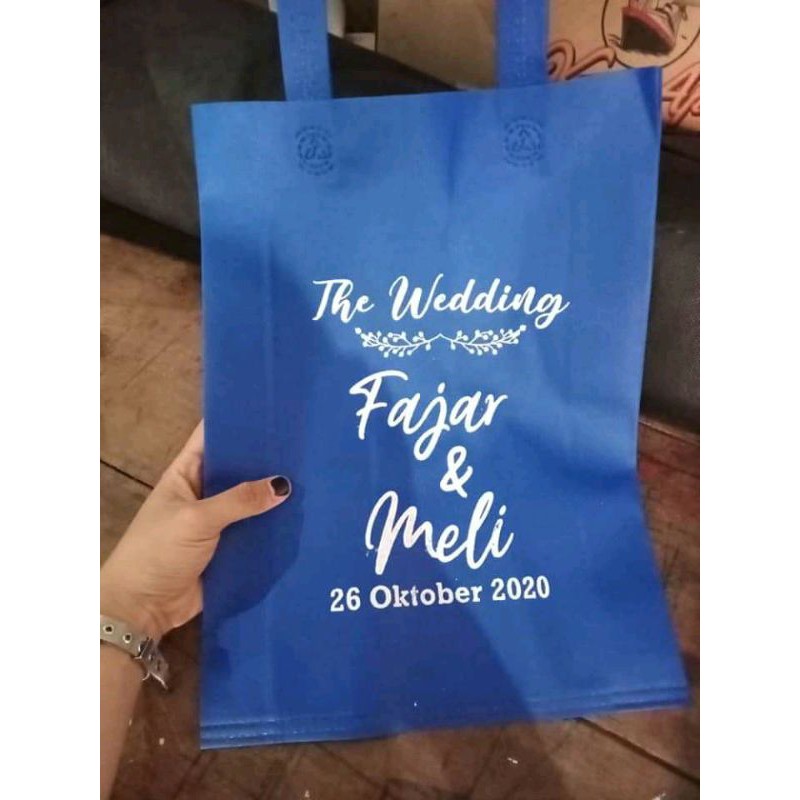 The Wedding
Fajar
&
Meli
26 Oktober 2020